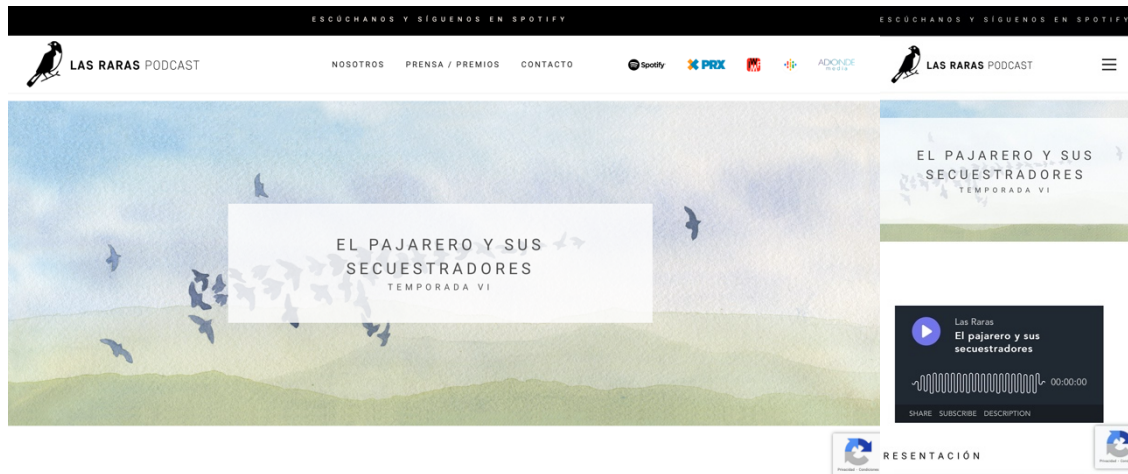 ESCÚCHANOS Y SÍGUENOS EN SPOTIFY
LAS RARAS PODCAST
NOSOTROS PRENSA / PREMIOS CONTACTO
Spotify PRX ADONDE media
EL PAJARERO Y SUS
SECUESTRADORES
TEMPORADA VI
ESCÚCHANOS Y SÍGUENOS EN SPOTIFY
LAS RARAS PODCAST
EL PAJARERO Y SUS
SECUESTRADORES
TEMPORADA VI
Las Raras
El pajarero y sus
secuestradores
00:00:00
SHARE SUBSCRIBE DESCRIPTION
RESENTACIÓN